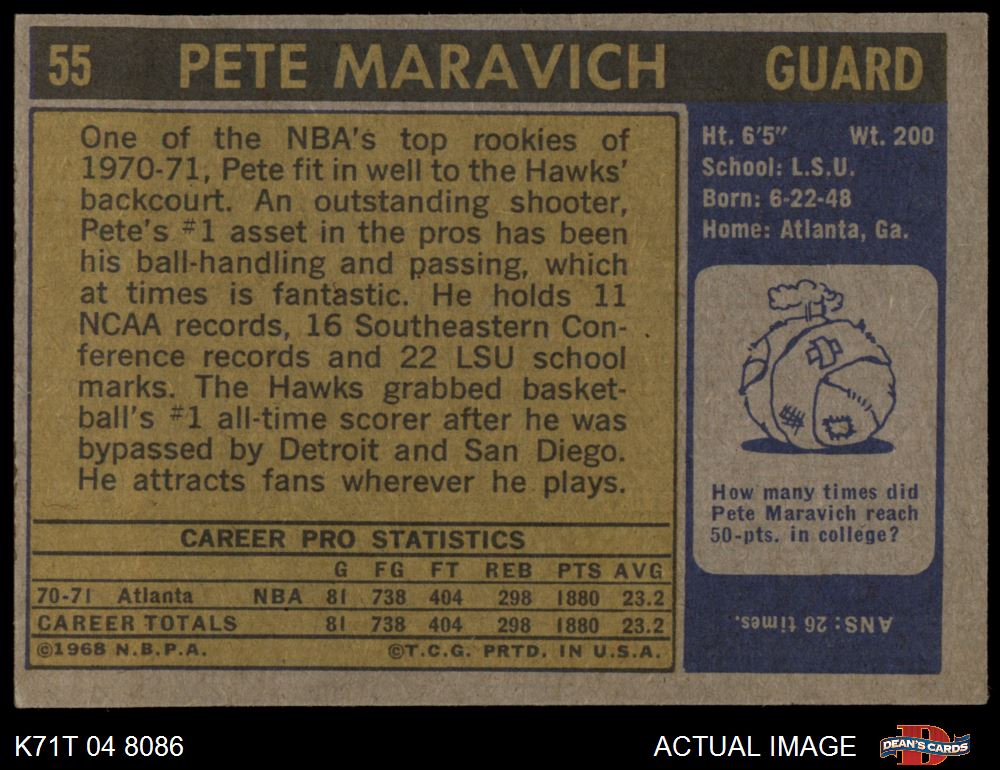 55 PETE MARAVICH GUARD
One of the NBA's top rookies of
1970-71, Pete fit in well to the Hawks'
backcourt. An outstanding shooter,
Pete's #1 asset in the pros has been
his ball-handling and passing, which
at times is fantastic. He holds 11
NCAA records, 16 Southeastern Con-
ference records and 22 LSU school
marks. The Hawks grabbed basket-
ball's #1 all-time scorer after he was
bypassed by Detroit and San Diego.
He attracts fans wherever he plays.
CAREER PRO STATISTICS
G FG FT REB PTS AVG
70-71 Atlanta NBA 81 738 404 298 1880 23.2
CAREER TOTALS 81 738 404 298 1880 23.2
©1968 N.B.P.A. ©T.C.G. PRTD. IN U.S.A.
Ht. 6'5" Wt. 200
School: L.S.U.
Born: 6-22-48
Home: Atlanta, Ga.
How many times did
Pete Maravich reach
50-pts. in college?
ANS: 26 times.
K71T 04 8086 ACTUAL IMAGE
D
DEAN'S CARDS